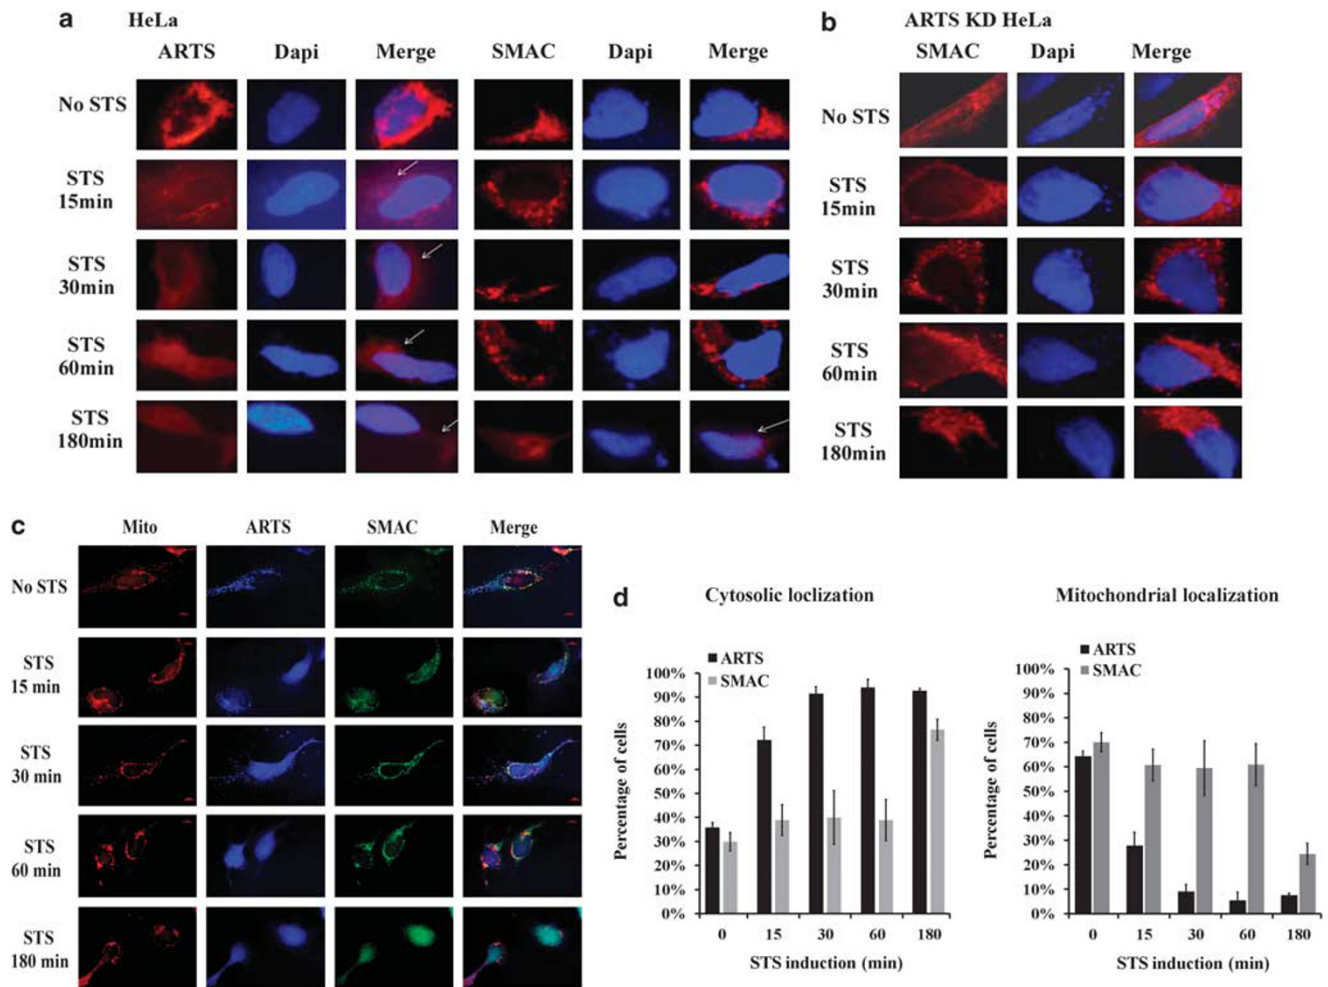 a HeLa
ARTS Dapi Merge SMAC Dapi Merge
No STS
STS
15min
STS
30min
STS
60min
STS
180min
b ARTS KD HeLa
SMAC Dapi Merge
No STS
STS
15min
STS
30min
STS
60min
STS
180min
c
Mito ARTS SMAC Merge
No STS
STS
15 min
STS
30 min
STS
60 min
STS
180 min
d
Cytosolic loclization
ARTS
SMAC
Percentage of cells
100%
90%
80%
70%
60%
50%
40%
30%
20%
10%
0%
0 15 30 60 180
STS induction (min)
Mitochondrial localization
ARTS
SMAC
Percentage of cells
100%
90%
80%
70%
60%
50%
40%
30%
20%
10%
0%
0 15 30 60 180
STS induction (min)